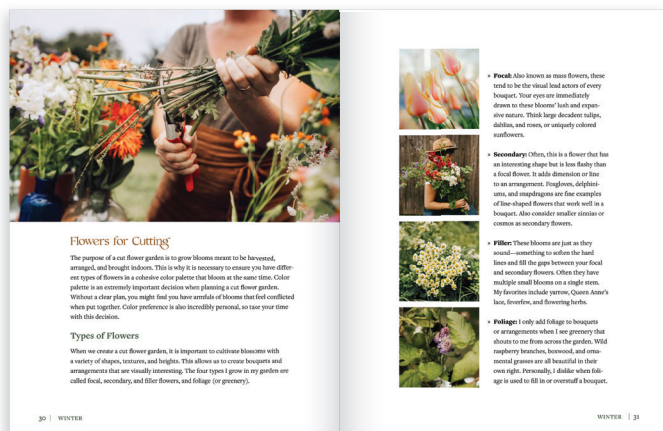 Flowers for Cutting
The purpose of a cut flower garden is to grow blooms meant to be harvested,
arranged, and brought indoors. This is why it is necessary to ensure you have differ-
ent types of flowers in a cohesive color palette that bloom at the same time. Color
palette is an extremely important decision when planning a cut flower garden.
Without a clear plan, you might find you have armfuls of blooms that feel conflicted
when put together. Color preference is also incredibly personal, so take your time
with this decision.
Types of Flowers
When we create a cut flower garden, it is important to cultivate blossoms with
a variety of shapes, textures, and heights. This allows us to create bouquets and
arrangements that are visually interesting. The four types I grow in my garden are
called focal, secondary, and filler flowers, and foliage (or greenery).
30 | WINTER
» Focal: Also known as mass flowers, these
tend to be the visual lead actors of every
bouquet. Your eyes are immediately
drawn to these blooms' lush and expan-
sive nature. Think large decadent tulips,
dahlias, and roses, or uniquely colored
sunflowers.
» Secondary: Often, this is a flower that has
an interesting shape but is less flashy than
a focal flower. It adds dimension or line
to an arrangement. Foxgloves, delphini-
ums, and snapdragons are fine examples
of line-shaped flowers that work well in a
bouquet. Also consider smaller zinnias or
cosmos as secondary flowers.
» Filler: These blooms are just as they
sound—something to soften the hard
lines and fill the gaps between your focal
and secondary flowers. Often they have
multiple small blooms on a single stem.
My favorites include yarrow, Queen Anne's
lace, feverfew, and flowering herbs.
» Foliage: I only add foliage to bouquets
or arrangements when I see greenery that
shouts to me from across the garden. Wild
raspberry branches, boxwood, and orna-
mental grasses are all beautiful in their
own right. Personally, I dislike when foli-
age is used to fill in or overstuff a bouquet.
WINTER | 31